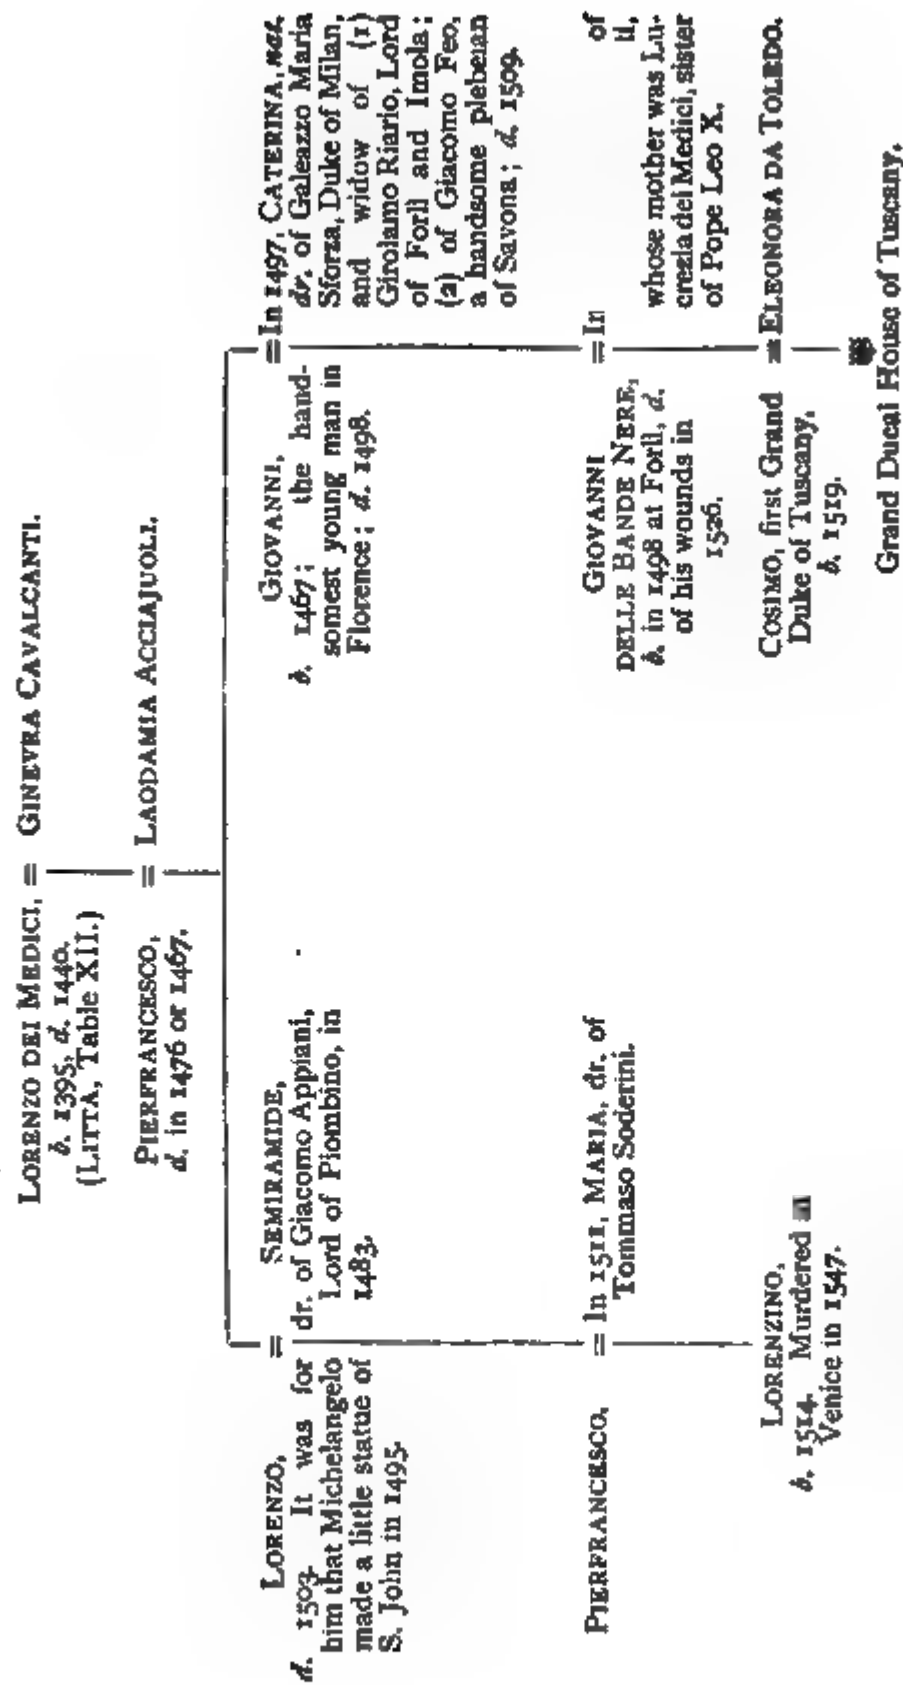 LORENZO DEI MEDICI, = GINEVRA CAVALCANTI.
b. 1395, d. 1440.
(LITTA, Table XII.)
PIERFRANCESCO, = LAODAMIA ACCIAJUOLI.
d. in 1476 or 1467.
LORENZO,
d. 1503. It was for
him that Michelangelo
made a little statue of
S. John in 1495.
=
SEMIRAMIDE,
dr. of Giacomo Appiani,
Lord of Piombino, in
1483.
GIOVANNI,
b. 1467; the hand-
somest young man in
Florence; d. 1498.
= In 1497, CATERINA, nat.
dr. of Galeazzo Maria
Sforza, Duke of Milan,
and widow of (1)
Girolamo Riario, Lord
of Forlì and Imola;
(2) of Giacomo Feo,
a handsome plebeian
of Savona; d. 1509.
PIERFRANCESCO,
= In 1511, MARIA, dr. of
Tommaso Soderini.
GIOVANNI
DELLE BANDE NERE,
b. in 1498 at Forlì, d.
of his wounds in
1526.
= In of
whose mother was Lu-
crezia dei Medici, sister
of Pope Leo X.
LORENZINO,
b. 1514. Murdered at
Venice in 1547.
COSIMO, first Grand
Duke of Tuscany,
b. 1519.
= ELEONORA DA TOLEDO.
Grand Ducal House of Tuscany.